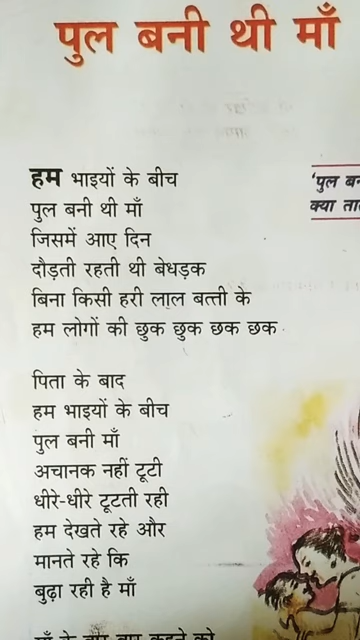 पुल बनी थी माँ
हम भाइयों के बीच
पुल बनी थी माँ
जिसमें आए दिन
दौड़ती रहती थी बेधड़क
बिना किसी हरी लाल बत्ती के
हम लोगों की छुक छुक छक छक
'पुल बन
क्या ता
पिता के बाद
हम भाइयों के बीच
पुल बनी माँ
अचानक नहीं टूटी
धीरे-धीरे टूटती रही
हम देखते रहे और
मानते रहे कि
बुढ़ा रही है माँ